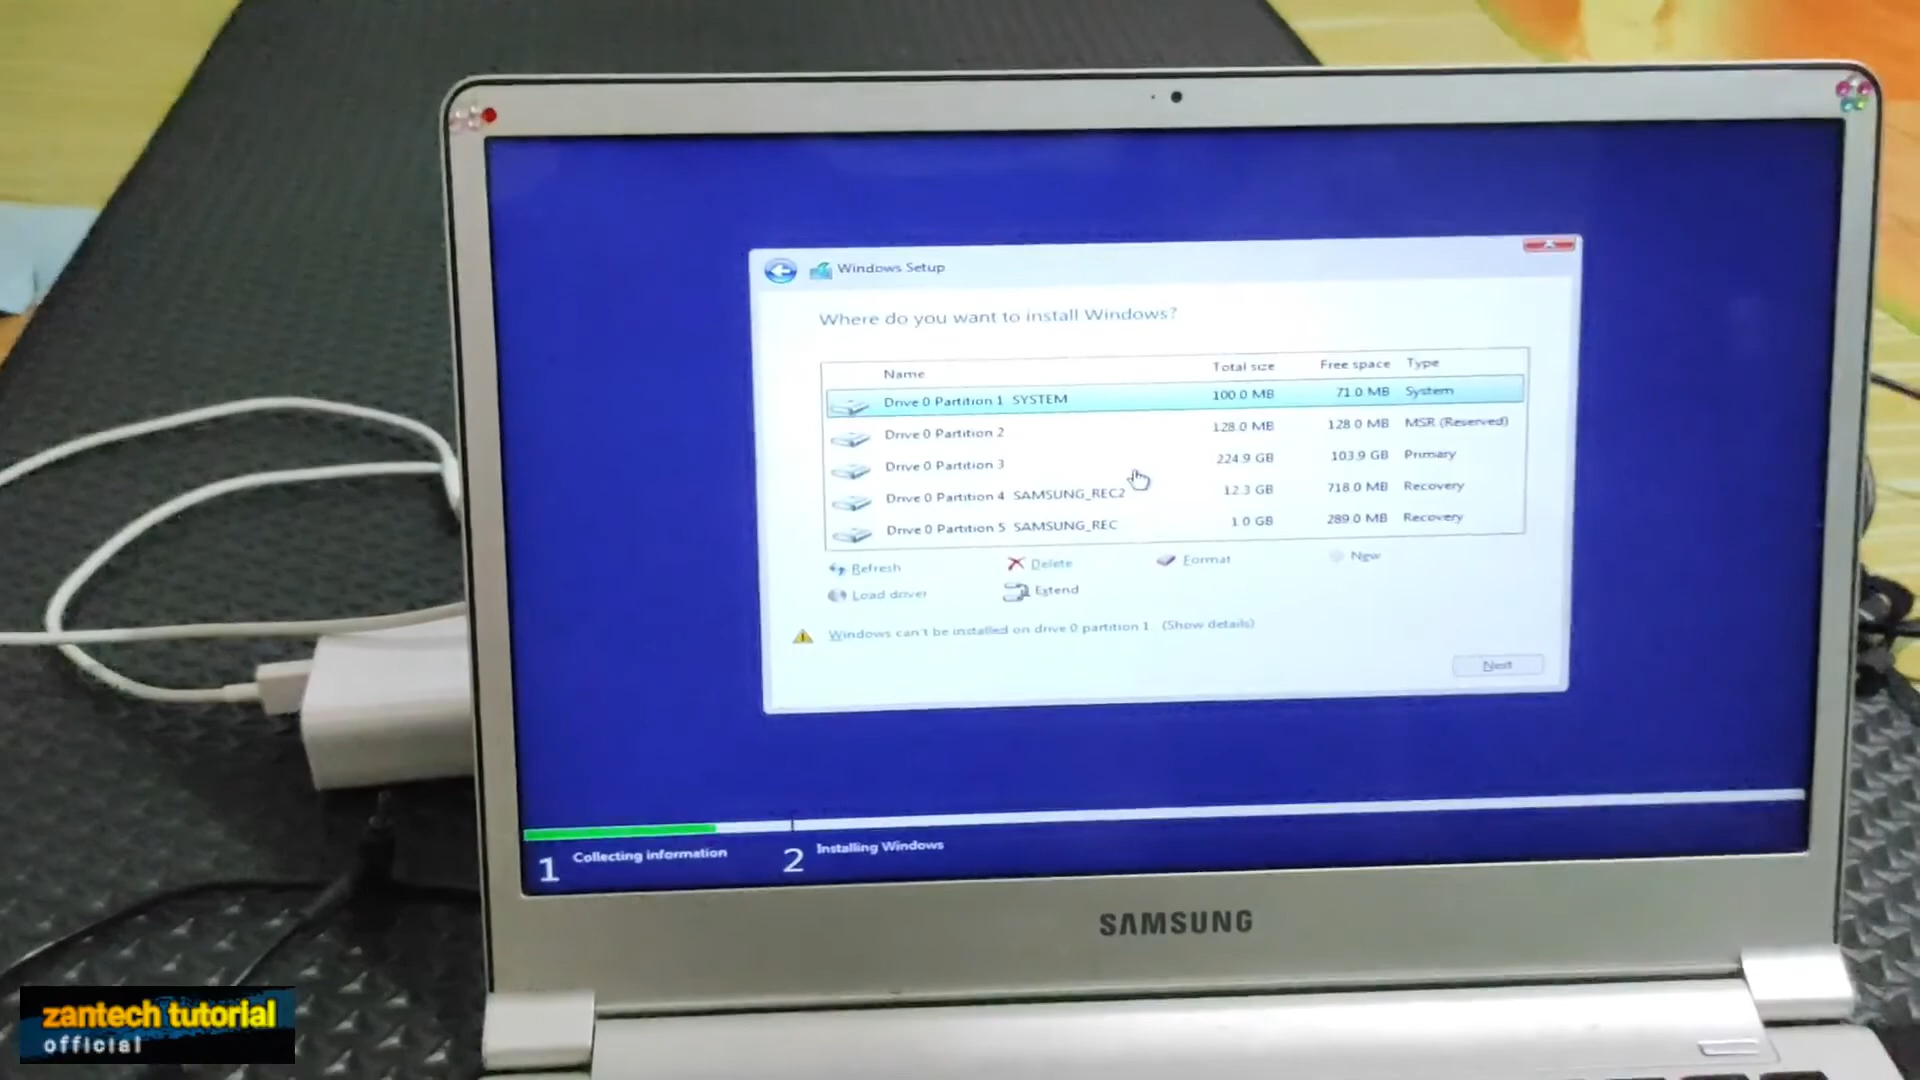 Windows Setup
Where do you want to install Windows?
Name Total size Free space Type
Drive 0 Partition 1 SYSTEM 100.0 MB 71.0 MB System
Drive 0 Partition 2 128.0 MB 128.0 MB MSR (Reserved)
Drive 0 Partition 3 224.9 GB 103.9 GB Primary
Drive 0 Partition 4 SAMSUNG_REC2 12.3 GB 718.0 MB Recovery
Drive 0 Partition 5 SAMSUNG_REC 1.0 GB 289.0 MB Recovery
Refresh Delete Format New
Load driver Extend
Windows can't be installed on drive 0 partition 1. (Show details)
Next
1 Collecting information 2 Installing Windows
SAMSUNG
zantech tutorial
official